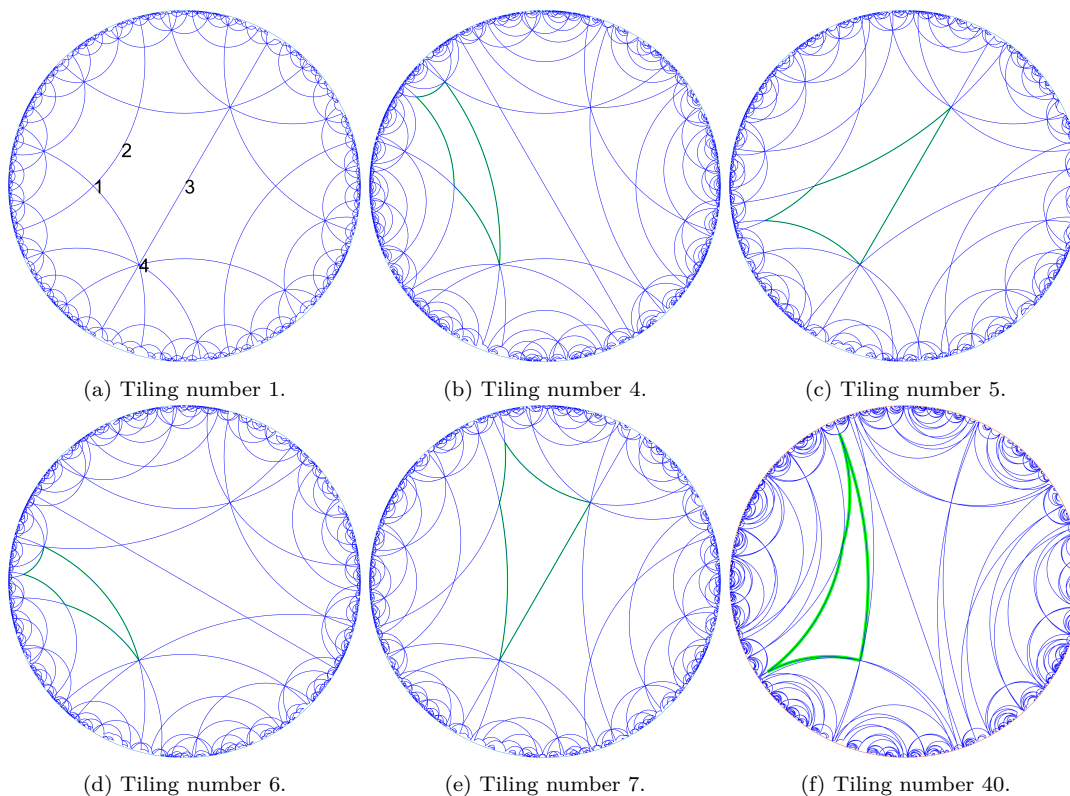 2
1
3
4
(a) Tiling number 1.
(b) Tiling number 4.
(c) Tiling number 5.
(d) Tiling number 6.
(e) Tiling number 7.
(f) Tiling number 40.